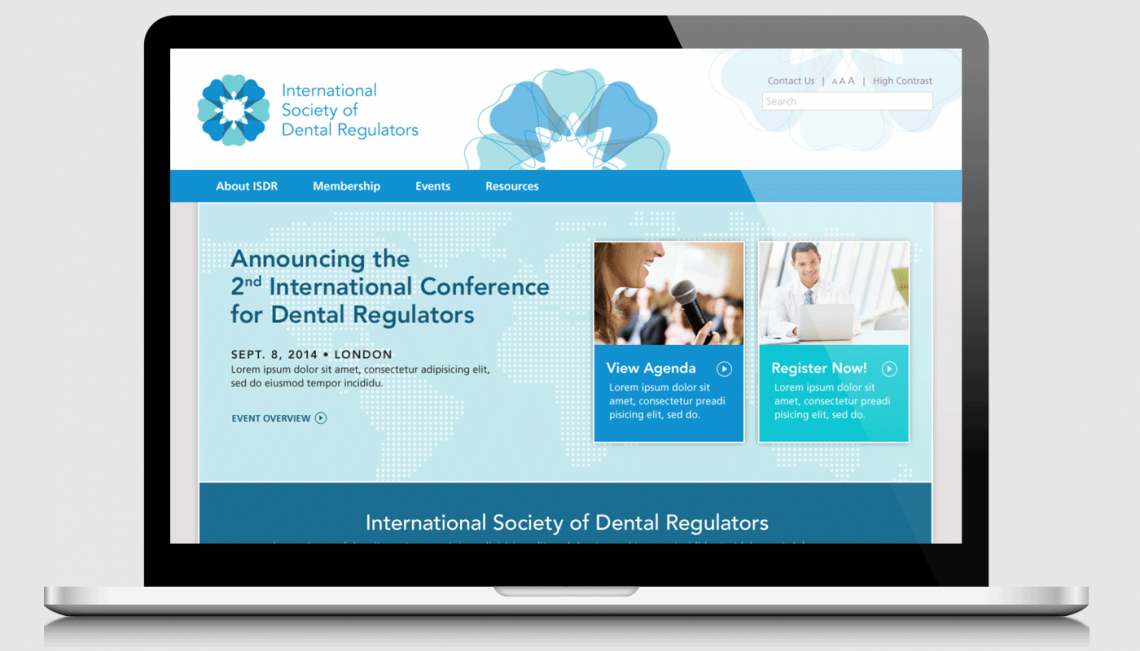 International
Society of
Dental Regulators
Contact Us | A A A | High Contrast
Search
About ISDR Membership Events Resources
Announcing the
2nd International Conference
for Dental Regulators
SEPT. 8, 2014 • LONDON
Lorem ipsum dolor sit amet, consectetur adipisicing elit,
sed do eiusmod tempor incididu.
EVENT OVERVIEW
View Agenda
Lorem ipsum dolor sit
amet, consectetur preadi
pisicing elit, sed do.
Register Now!
Lorem ipsum dolor sit
amet, consectetur preadi
pisicing elit, sed do.
International Society of Dental Regulators